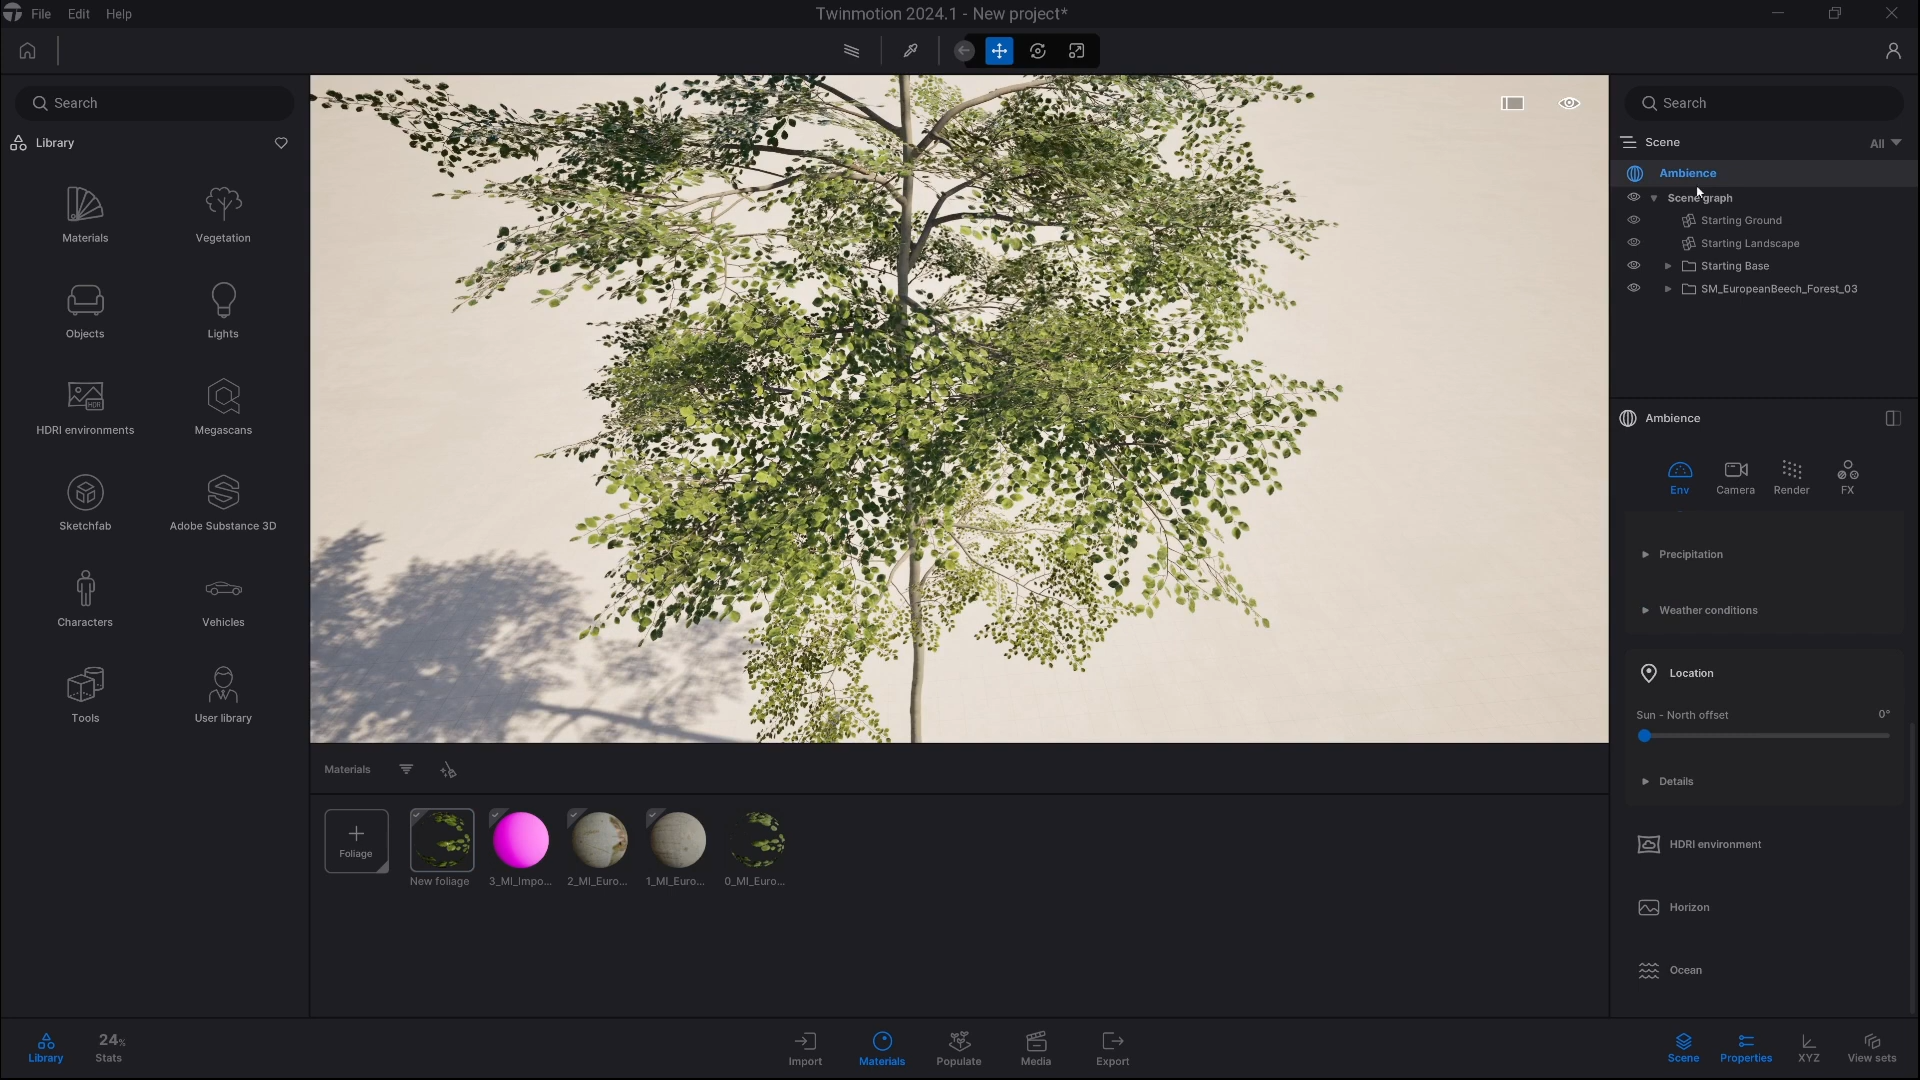 File Edit Help
Twinmotion 2024.1 - New project*
Search
Library
Materials
Vegetation
Objects
Lights
HDR
HDRI environments
Megascans
Sketchfab
Adobe Substance 3D
Characters
Vehicles
Tools
User library
Search
Scene
All
Ambience
Scene graph
Starting Ground
Starting Landscape
Starting Base
SM_EuropeanBeech_Forest_03
Ambience
Env
Camera
Render
FX
Precipitation
Weather conditions
Location
Sun - North offset 0°
Details
HDRI environment
Horizon
Ocean
Materials
Foliage
New foliage
3_MI_Impo...
2_MI_Euro...
1_MI_Euro...
0_MI_Euro...
Library
24%
Stats
Import
Materials
Populate
Media
Export
Scene
Properties
XYZ
View sets